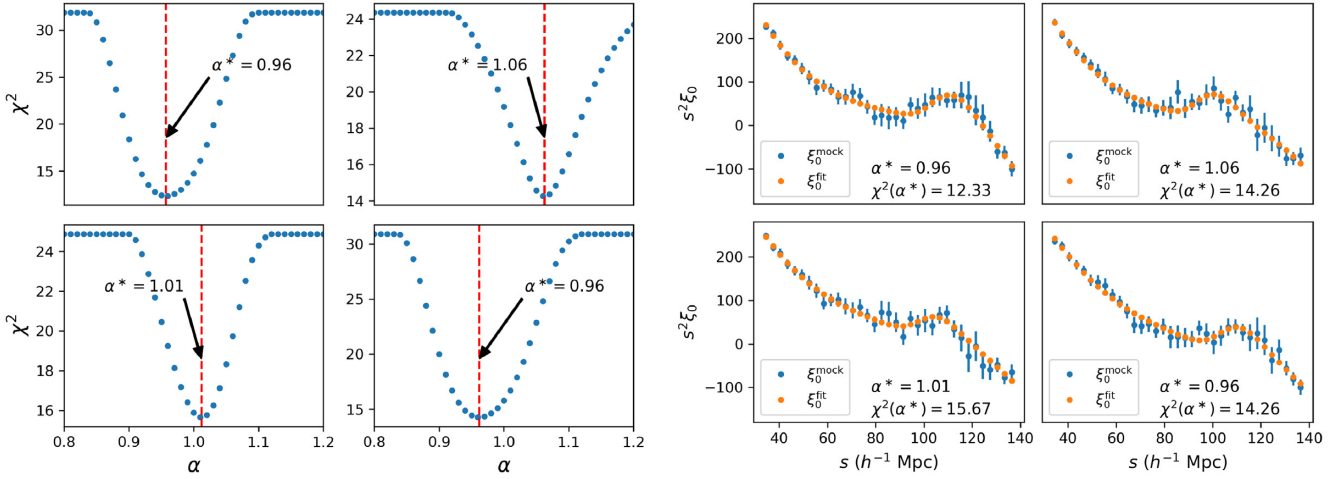 30
25
20
15
χ²
α* = 0.96
24
22
20
18
16
14
α* = 1.06
24
22
20
18
16
χ²
α* = 1.01
0.8 0.9 1.0 1.1 1.2
α
30
25
20
15
α* = 0.96
0.8 0.9 1.0 1.1 1.2
α
200
100
0
−100
s²ξ₀
ξ₀^mock
ξ₀^fit
α* = 0.96
χ²(α*) = 12.33
ξ₀^mock
ξ₀^fit
α* = 1.06
χ²(α*) = 14.26
200
100
0
−100
s²ξ₀
ξ₀^mock
ξ₀^fit
α* = 1.01
χ²(α*) = 15.67
40 60 80 100 120 140
s (h⁻¹ Mpc)
ξ₀^mock
ξ₀^fit
α* = 0.96
χ²(α*) = 14.26
40 60 80 100 120 140
s (h⁻¹ Mpc)